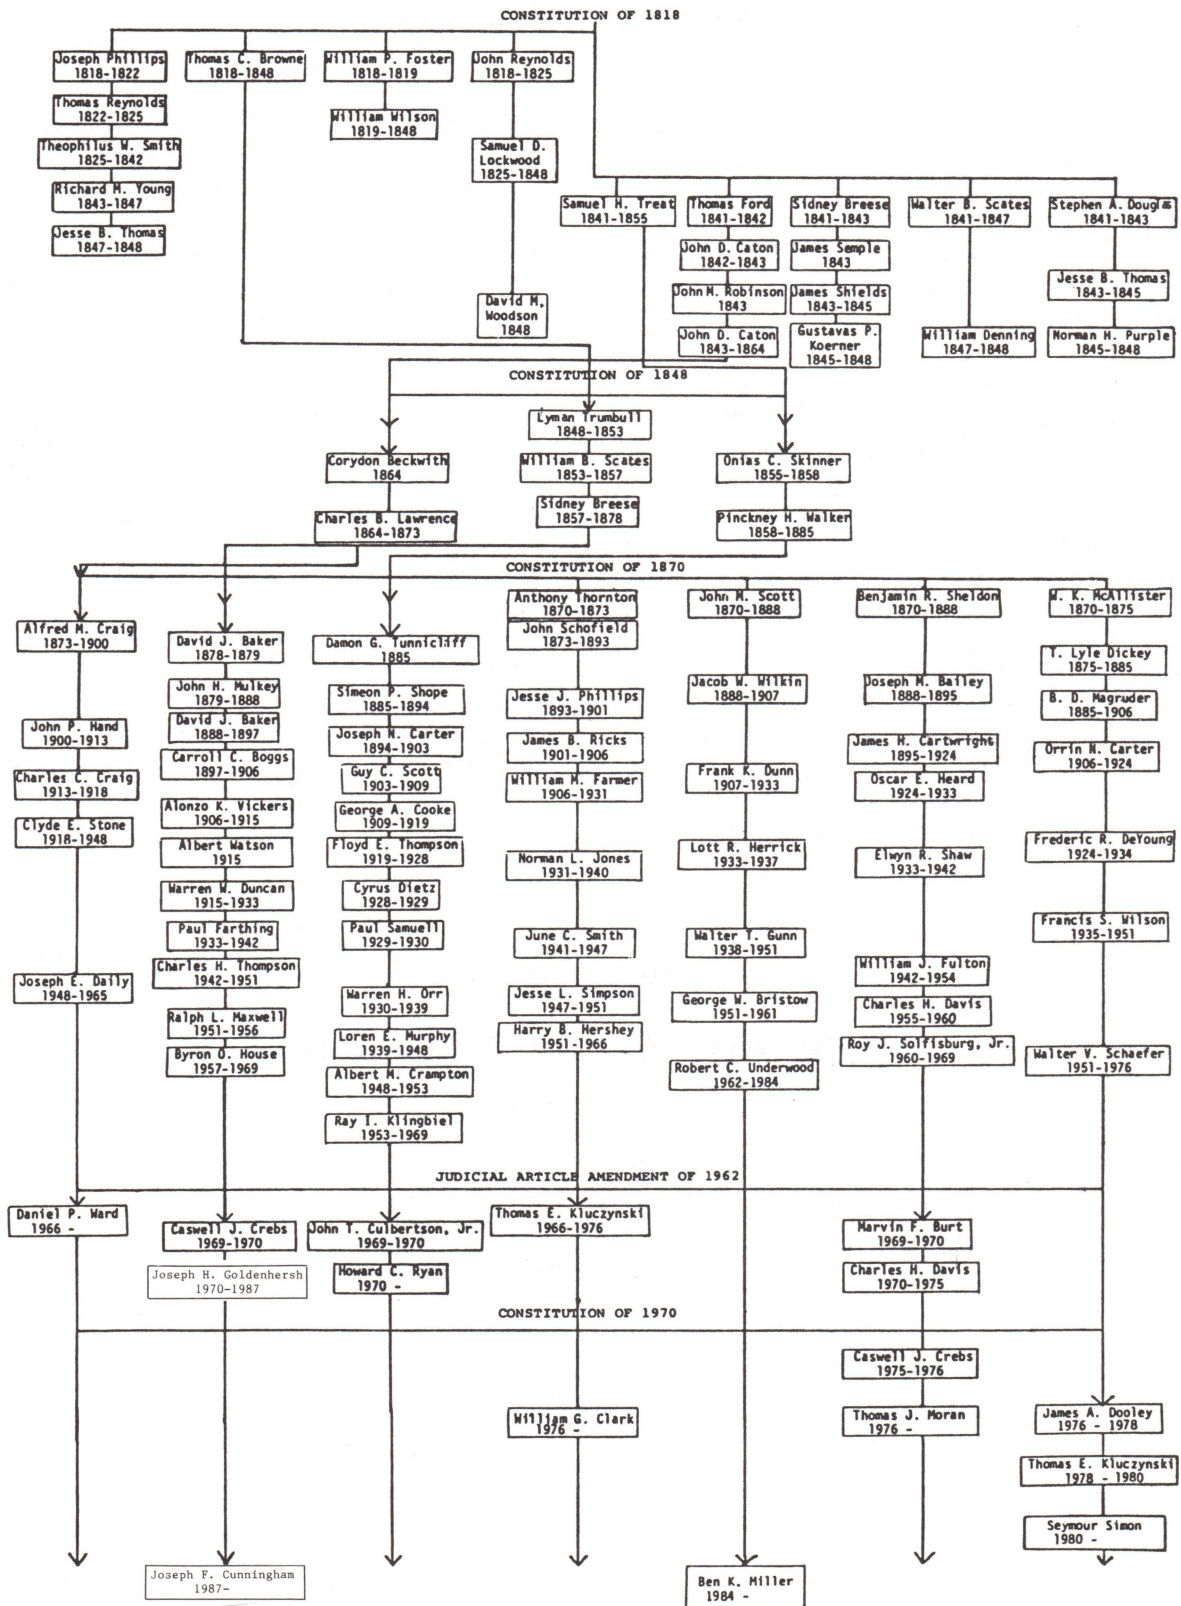 CONSTITUTION OF 1818
Joseph Phillips
1818-1822
Thomas C. Browne
1818-1848
William P. Foster
1818-1819
John Reynolds
1818-1825
Thomas Reynolds
1822-1825
William Wilson
1819-1848
Theophilus W. Smith
1825-1842
Samuel D.
Lockwood
1825-1848
Richard M. Young
1843-1847
Jesse B. Thomas
1847-1848
Samuel H. Treat
1841-1855
Thomas Ford
1841-1842
Sidney Breese
1841-1843
Walter B. Scates
1841-1847
Stephen A. Douglas
1841-1843
John D. Caton
1842-1843
James Semple
1843
Jesse B. Thomas
1843-1845
John M. Robinson
1843
James Shields
1843-1845
David M.
Woodson
1848
John D. Caton
1843-1864
Gustavas P.
Koerner
1845-1848
William Denning
1847-1848
Norman H. Purple
1845-1848
CONSTITUTION OF 1848
Lyman Trumbull
1848-1853
Corydon Beckwith
1864
William B. Scates
1853-1857
Onias C. Skinner
1855-1858
Charles B. Lawrence
1864-1873
Sidney Breese
1857-1878
Pinckney H. Walker
1858-1885
CONSTITUTION OF 1870
Alfred M. Craig
1873-1900
David J. Baker
1878-1879
Damon G. Tunnicliff
1885
Anthony Thornton
1870-1873
John M. Scott
1870-1888
Benjamin R. Sheldon
1870-1888
W. K. McAllister
1870-1875
John Schofield
1873-1893
T. Lyle Dickey
1875-1885
John H. Mulkey
1879-1888
Simeon P. Shope
1885-1894
Jesse J. Phillips
1893-1901
Jacob W. Wilkin
1888-1907
Joseph M. Bailey
1888-1895
B. D. Magruder
1885-1906
John P. Hand
1900-1913
David J. Baker
1888-1897
Joseph N. Carter
1894-1903
James B. Ricks
1901-1906
James H. Cartwright
1895-1924
Orrin N. Carter
1906-1924
Charles C. Craig
1913-1918
Carroll C. Boggs
1897-1906
Guy C. Scott
1903-1909
William M. Farmer
1906-1931
Frank K. Dunn
1907-1933
Oscar E. Heard
1924-1933
Clyde E. Stone
1918-1948
Alonzo K. Vickers
1906-1915
George A. Cooke
1909-1919
Albert Watson
1915
Floyd E. Thompson
1919-1928
Norman L. Jones
1931-1940
Lott R. Herrick
1933-1937
Elwyn R. Shaw
1933-1942
Frederic R. DeYoung
1924-1934
Warren W. Duncan
1915-1933
Cyrus Dietz
1928-1929
Paul Farthing
1933-1942
Paul Samuell
1929-1930
June C. Smith
1941-1947
Walter T. Gunn
1938-1951
Francis S. Wilson
1935-1951
Joseph E. Daily
1948-1965
Charles H. Thompson
1942-1951
William J. Fulton
1942-1954
Ralph L. Maxwell
1951-1956
Warren H. Orr
1930-1939
Jesse L. Simpson
1947-1951
George W. Bristow
1951-1961
Charles H. Davis
1955-1960
Byron O. House
1957-1969
Loren E. Murphy
1939-1948
Harry B. Hershey
1951-1966
Roy J. Solfisburg, Jr.
1960-1969
Walter V. Schaefer
1951-1976
Albert M. Crampton
1948-1953
Robert C. Underwood
1962-1984
Ray I. Klingbiel
1953-1969
JUDICIAL ARTICLE AMENDMENT OF 1962
Daniel P. Ward
1966 -
Caswell J. Crebs
1969-1970
John T. Culbertson, Jr.
1969-1970
Thomas E. Kluczynski
1966-1976
Marvin F. Burt
1969-1970
Joseph H. Goldenhersh
1970-1987
Howard C. Ryan
1970 -
Charles H. Davis
1970-1975
CONSTITUTION OF 1970
Caswell J. Crebs
1975-1976
William G. Clark
1976 -
Thomas J. Moran
1976 -
James A. Dooley
1976 - 1978
Thomas E. Kluczynski
1978 - 1980
Seymour Simon
1980 -
Joseph F. Cunningham
1987-
Ben K. Miller
1984 -